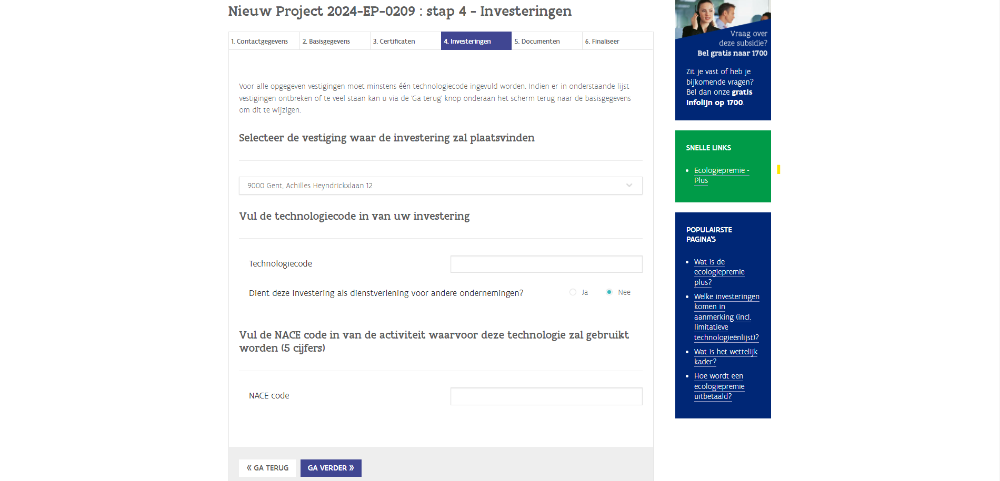 Nieuw Project 2024-EP-0209 : stap 4 - Investeringen
1. Contactgegevens
2. Basisgegevens
3. Certificaten
4. Investeringen
5. Documenten
6. Finaliseer
Voor alle opgegeven vestigingen moet minstens één technologiecode ingevuld worden. Indien er in onderstaande lijst
vestigingen ontbreken of te veel staan kan u via de 'Ga terug' knop onderaan het scherm terug naar de basisgegevens
om dit te wijzigen.
Selecteer de vestiging waar de investering zal plaatsvinden
9000 Gent, Achilles Heyndrickxlaan 12
Vul de technologiecode in van uw investering
Technologiecode
Dient deze investering als dienstverlening voor andere ondernemingen?
Ja
Nee
Vul de NACE code in van de activiteit waarvoor deze technologie zal gebruikt
worden (5 cijfers)
NACE code
« GA TERUG
GA VERDER »
Vraag over
deze subsidie?
Bel gratis naar 1700
Zit je vast of heb je
bijkomende vragen?
Bel dan onze gratis
infolijn op 1700.
SNELLE LINKS
Ecologiepremie -
Plus
POPULAIRSTE
PAGINA'S
Wat is de
ecologiepremie
plus?
Welke investeringen
komen in
aanmerking (incl.
limitatieve
technologieënlijst)?
Wat is het wettelijk
kader?
Hoe wordt een
ecologiepremie
uitbetaald?